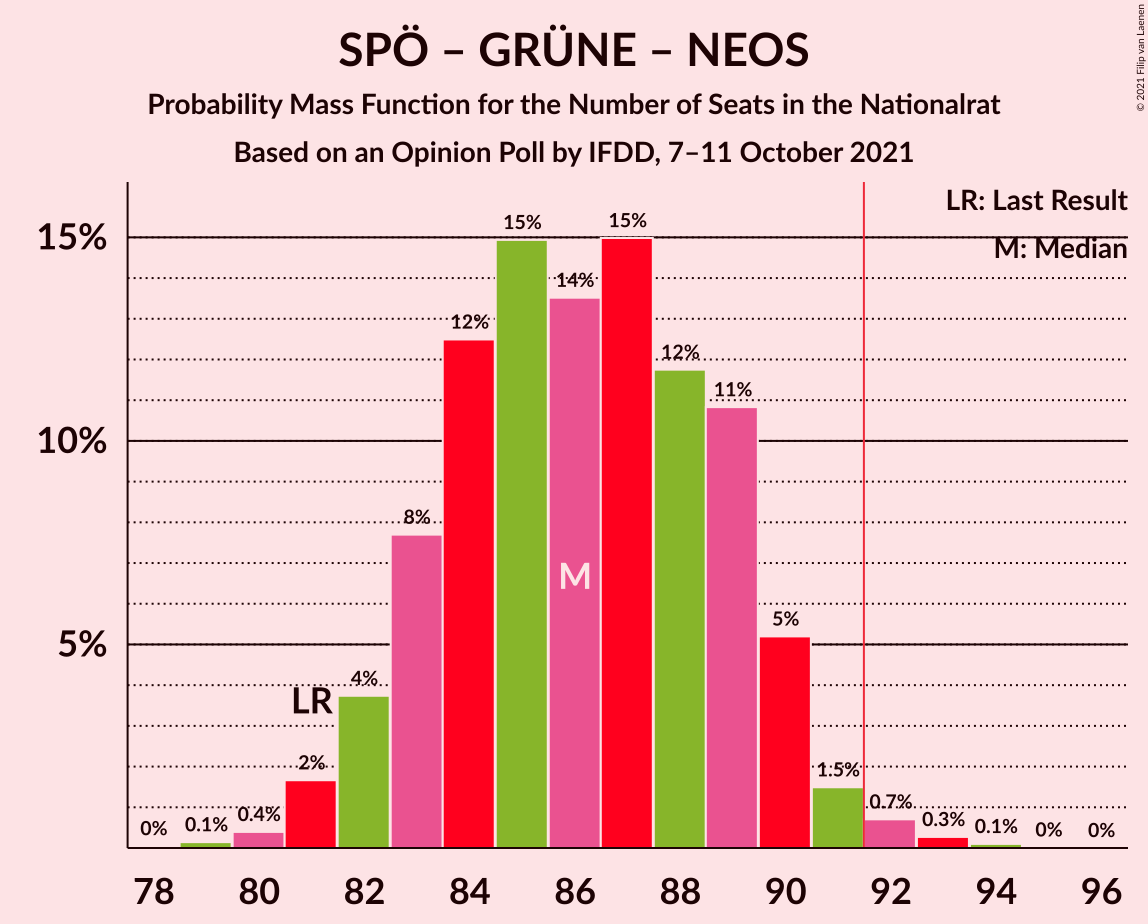 SPÖ – GRÜNE – NEOS
Probability Mass Function for the Number of Seats in the Nationalrat
Based on an Opinion Poll by IFDD, 7–11 October 2021
© 2021 Filip van Laenen
LR: Last Result
M: Median
15%
10%
5%
0%
0.1%
0.4%
2%
LR
4%
8%
12%
15%
14%
M
15%
12%
11%
5%
1.5%
0.7%
0.3%
0.1%
0%
0%
78 80 82 84 86 88 90 92 94 96